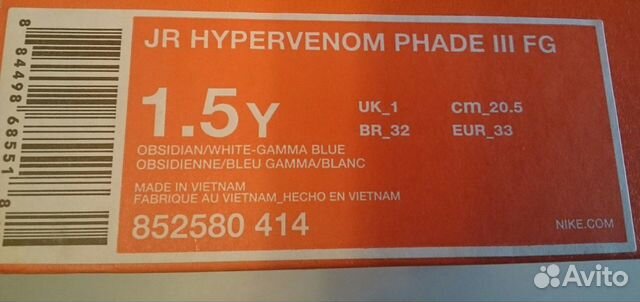 JR HYPERVENOM PHADE III FG
1.5Y
UK_1
cm_20.5
BR_32
EUR_33
OBSIDIAN/WHITE-GAMMA BLUE
OBSIDIENNE/BLEU GAMMA/BLANC
MADE IN VIETNAM
FABRIQUE AU VIETNAM_HECHO EN VIETNAM
852580 414
NIKE.COM
8 84498 68551 8
Avito